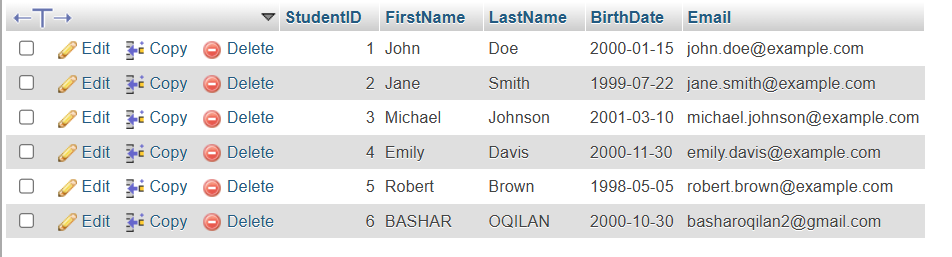 StudentID FirstName LastName BirthDate Email
Edit Copy Delete 1 John Doe 2000-01-15 john.doe@example.com
Edit Copy Delete 2 Jane Smith 1999-07-22 jane.smith@example.com
Edit Copy Delete 3 Michael Johnson 2001-03-10 michael.johnson@example.com
Edit Copy Delete 4 Emily Davis 2000-11-30 emily.davis@example.com
Edit Copy Delete 5 Robert Brown 1998-05-05 robert.brown@example.com
Edit Copy Delete 6 BASHAR OQILAN 2000-10-30 basharoqilan2@gmail.com